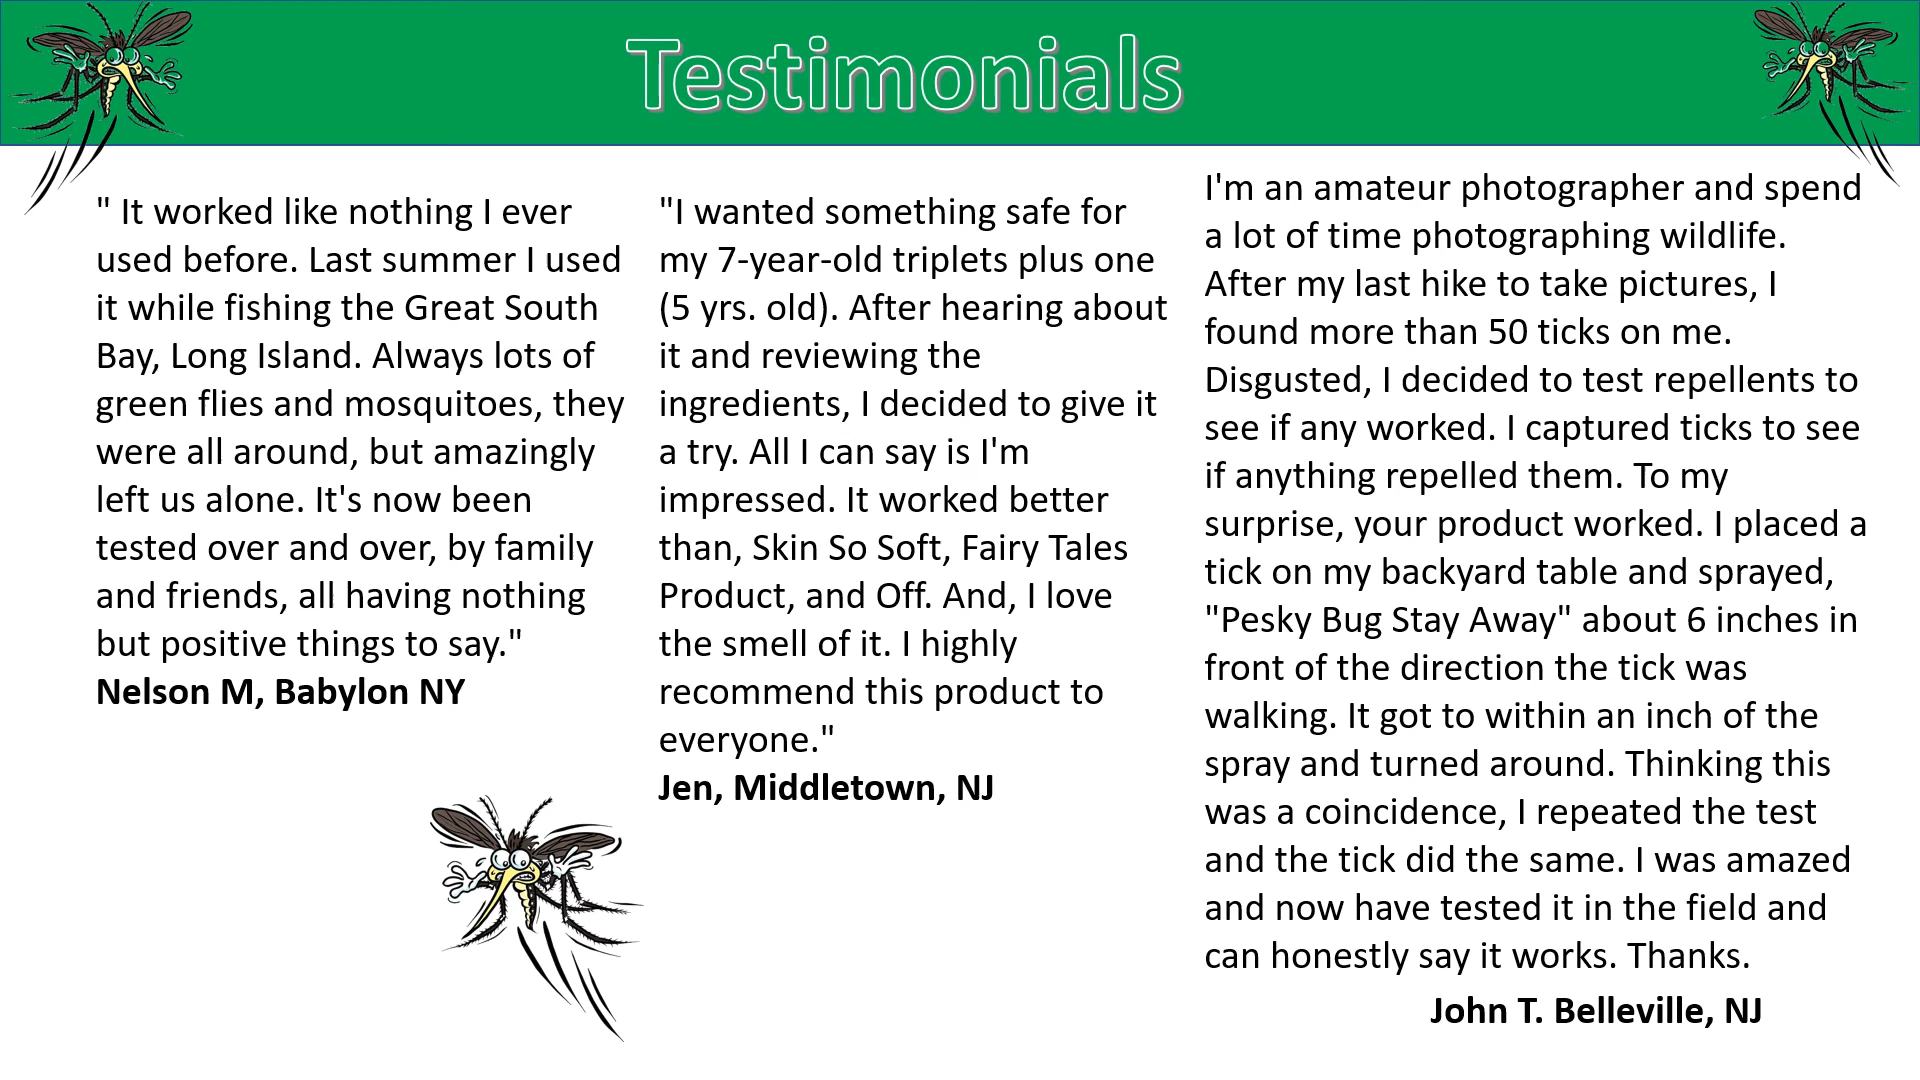 Testimonials
" It worked like nothing I ever
used before. Last summer I used
it while fishing the Great South
Bay, Long Island. Always lots of
green flies and mosquitoes, they
were all around, but amazingly
left us alone. It's now been
tested over and over, by family
and friends, all having nothing
but positive things to say."
Nelson M, Babylon NY
"I wanted something safe for
my 7-year-old triplets plus one
(5 yrs. old). After hearing about
it and reviewing the
ingredients, I decided to give it
a try. All I can say is I'm
impressed. It worked better
than, Skin So Soft, Fairy Tales
Product, and Off. And, I love
the smell of it. I highly
recommend this product to
everyone."
Jen, Middletown, NJ
I'm an amateur photographer and spend
a lot of time photographing wildlife.
After my last hike to take pictures, I
found more than 50 ticks on me.
Disgusted, I decided to test repellents to
see if any worked. I captured ticks to see
if anything repelled them. To my
surprise, your product worked. I placed a
tick on my backyard table and sprayed,
"Pesky Bug Stay Away" about 6 inches in
front of the direction the tick was
walking. It got to within an inch of the
spray and turned around. Thinking this
was a coincidence, I repeated the test
and the tick did the same. I was amazed
and now have tested it in the field and
can honestly say it works. Thanks.
John T. Belleville, NJ